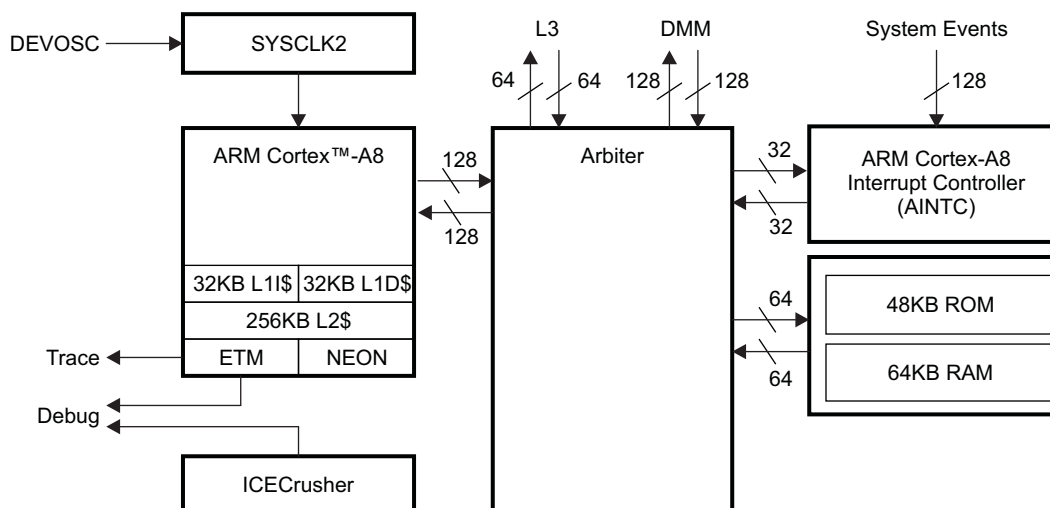 DEVOSC
SYSCLK2
L3
DMM
System Events
64
64
128
128
128
ARM Cortex™-A8
Arbiter
ARM Cortex-A8
Interrupt Controller
(AINTC)
128
128
32
32
32KB L1I$
32KB L1D$
256KB L2$
ETM
NEON
64
64
48KB ROM
64KB RAM
Trace
Debug
ICECrusher